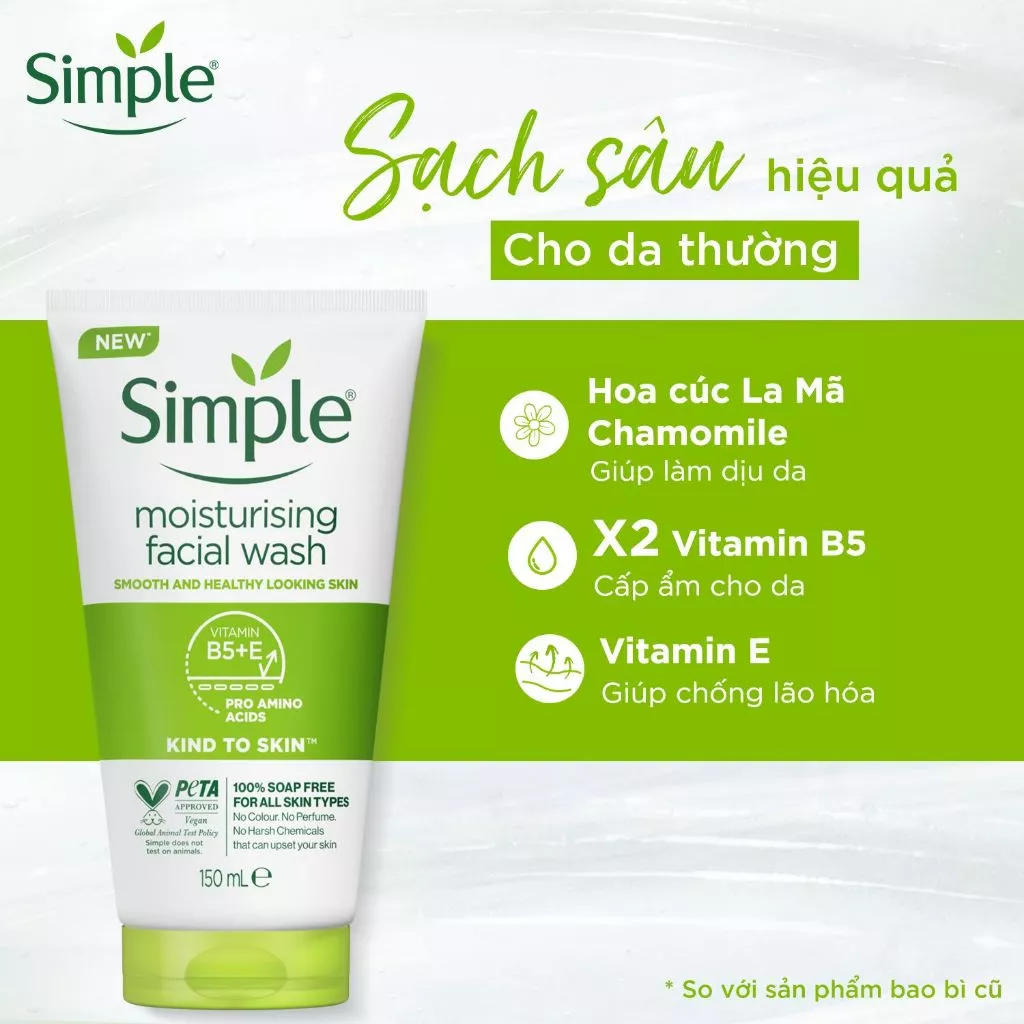 Simple®
Sạch sâu hiệu quả
Cho da thường
NEW™
Simple®
moisturising
facial wash
SMOOTH AND HEALTHY LOOKING SKIN
VITAMIN
B5+E
PRO AMINO
ACIDS
KIND TO SKIN™
PETA
APPROVED
Vegan
Global Animal Test Policy
Simple does not
test on animals.
100% SOAP FREE
FOR ALL SKIN TYPES
No Colour. No Perfume.
No Harsh Chemicals
that can upset your skin
150 mL℮
Hoa cúc La Mã
Chamomile
Giúp làm dịu da
X2 Vitamin B5
Cấp ẩm cho da
Vitamin E
Giúp chống lão hóa
* So với sản phẩm bao bì cũ